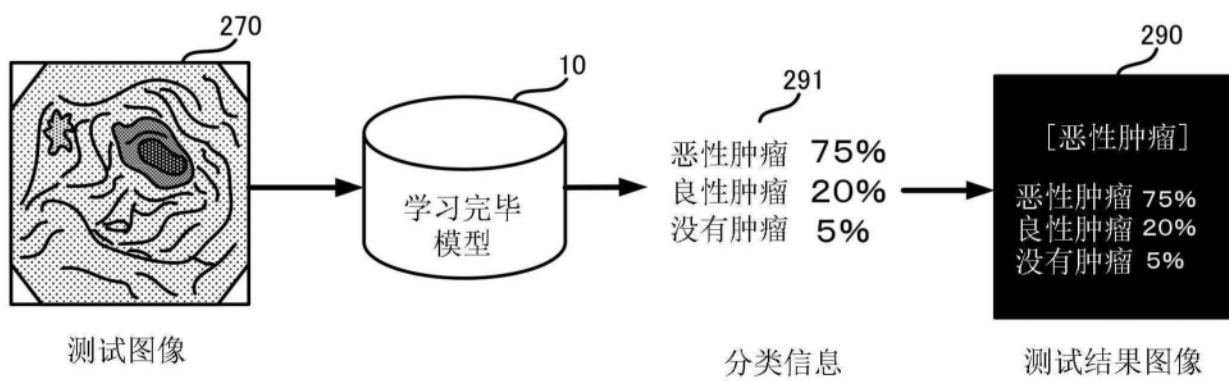 270
10
291
290
恶性肿瘤 75%
良性肿瘤 20%
没有肿瘤 5%
学习完毕
模型
[恶性肿瘤]
恶性肿瘤 75%
良性肿瘤 20%
没有肿瘤 5%
测试图像
分类信息
测试结果图像